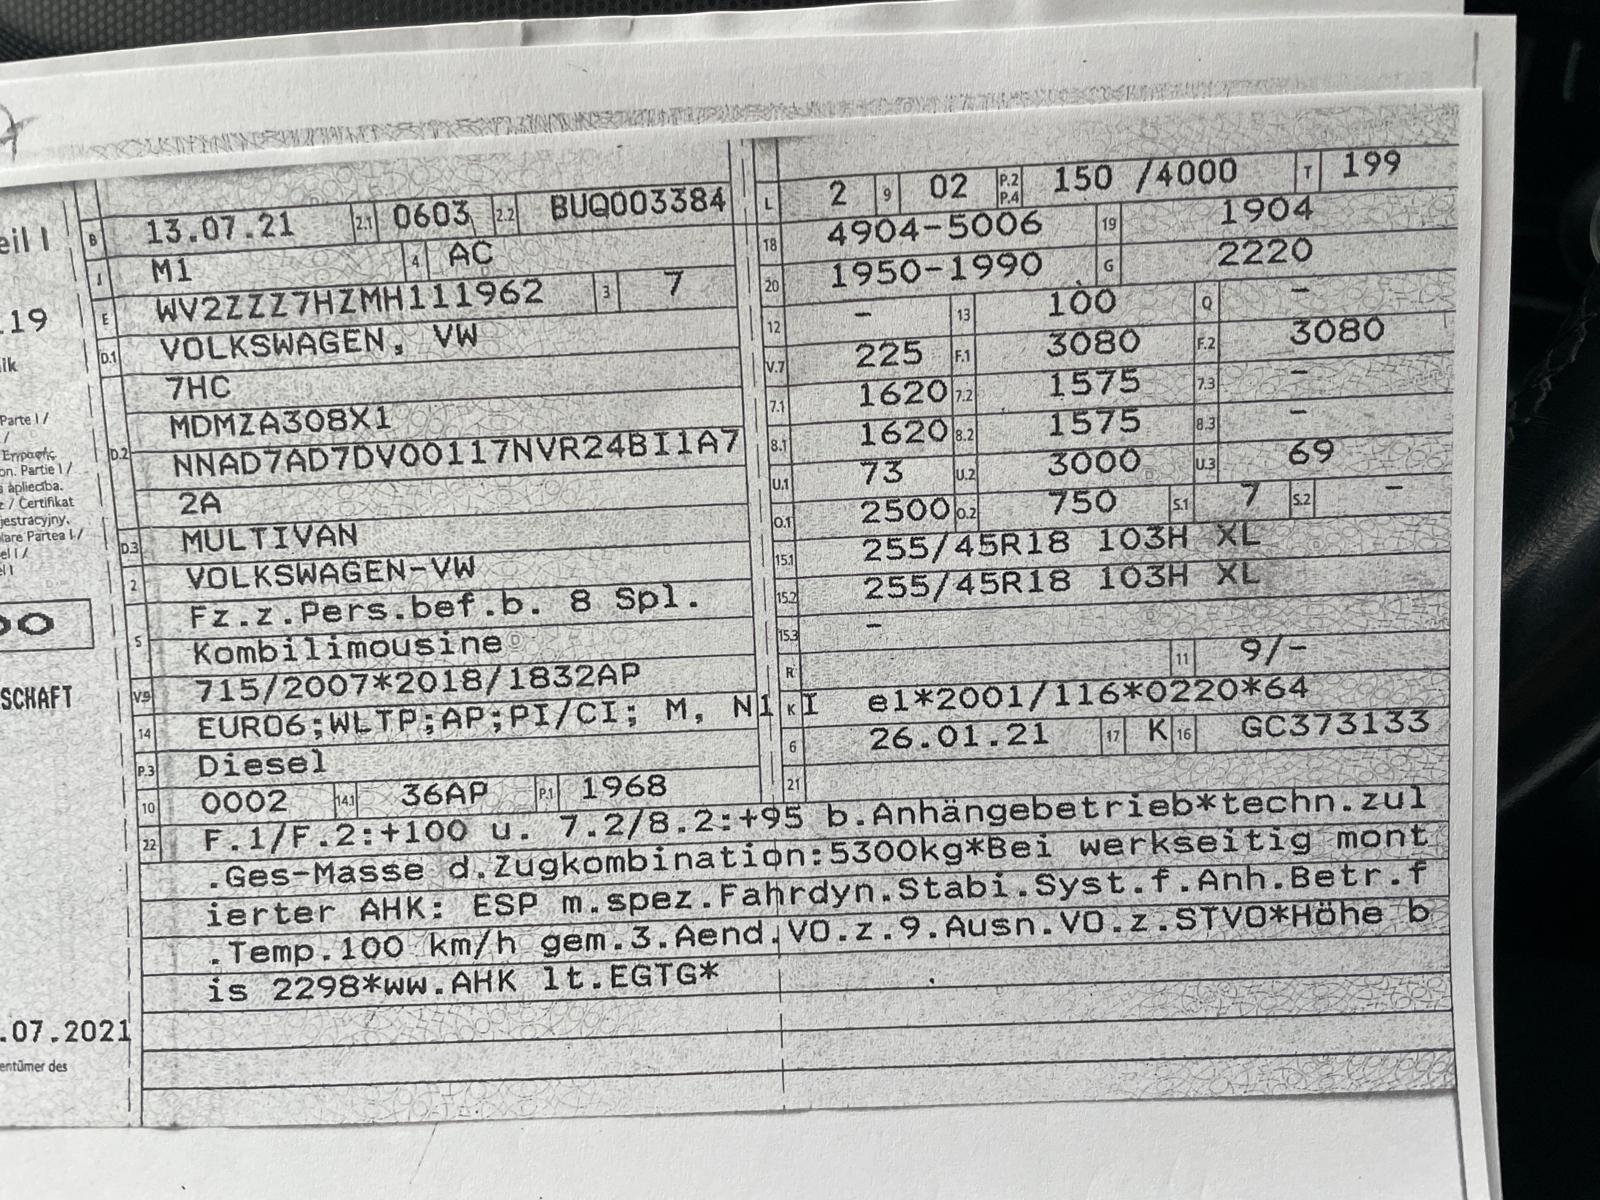 eil I
.19
ik
Parte I /
on. Partie I /
apliecība.
/ Certifikat
jestracyjny.
lare Partea I /
el I /
el I
SCHAFT
.07.2021
entümer des
B 13.07.21 2.1 0603 2.2 BUQ003384
J M1 4 AC
E WV2ZZZ7HZMH111962 3 7
D.1 VOLKSWAGEN, VW
7HC
MDMZA308X1
D.2 NNAD7AD7DV00117NVR24BI1A7
2A
D.3 MULTIVAN
2 VOLKSWAGEN-VW
5 Fz.z.Pers.bef.b. 8 Spl.
Kombilimousine
V.9 715/2007*2018/1832AP
14 EURO6;WLTP;AP;PI/CI; M, N1 I
P.3 Diesel
10 0002 14.1 36AP P.1 1968
L 2 9 02 P.2 P.4 150 /4000 T 199
18 4904-5006 19 1904
20 1950-1990 G 2220
12 – 13 100 Q –
V.7 225 F.1 3080 F.2 3080
7.1 1620 7.2 1575 7.3 –
8.1 1620 8.2 1575 8.3 –
U.1 73 U.2 3000 U.3 69
O.1 2500 O.2 750 S.1 7 S.2 –
15.1 255/45R18 103H XL
15.2 255/45R18 103H XL
15.3 –
R 11 9/–
K e1*2001/116*0220*64
6 26.01.21 17 K 16 GC373133
21
22 F.1/F.2:+100 u. 7.2/8.2:+95 b.Anhängebetrieb*techn.zul
.Ges-Masse d.Zugkombination:5300kg*Bei werkseitig mont
ierter AHK: ESP m.spez.Fahrdyn.Stabi.Syst.f.Anh.Betr.f
.Temp.100 km/h gem.3.Aend.VO.z.9.Ausn.VO.z.STVO*Höhe b
is 2298*ww.AHK lt.EGTG*